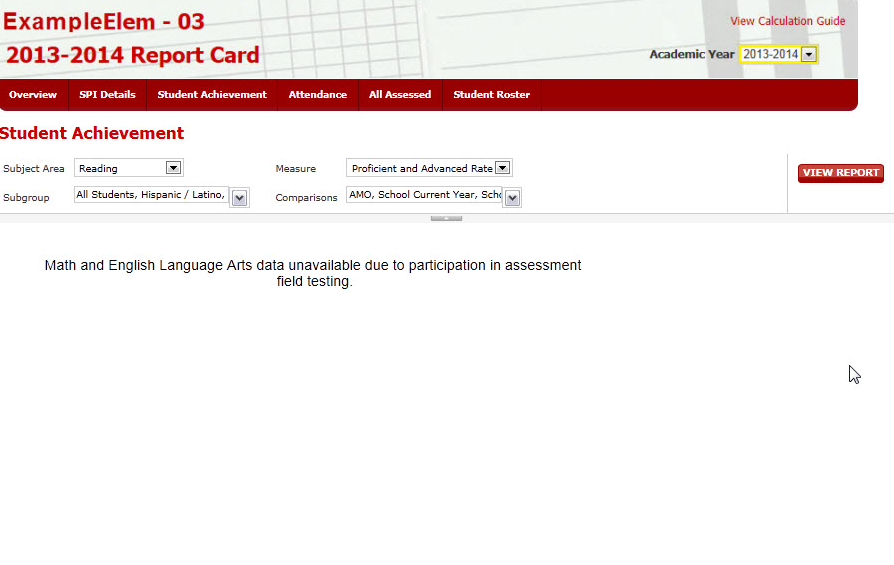 ExampleElem - 03
View Calculation Guide
2013-2014 Report Card
Academic Year 2013-2014
Overview SPI Details Student Achievement Attendance All Assessed Student Roster
Student Achievement
Subject Area Reading Measure Proficient and Advanced Rate VIEW REPORT
Subgroup All Students, Hispanic / Latino, Comparisons AMO, School Current Year, Scho
Math and English Language Arts data unavailable due to participation in assessment
field testing.